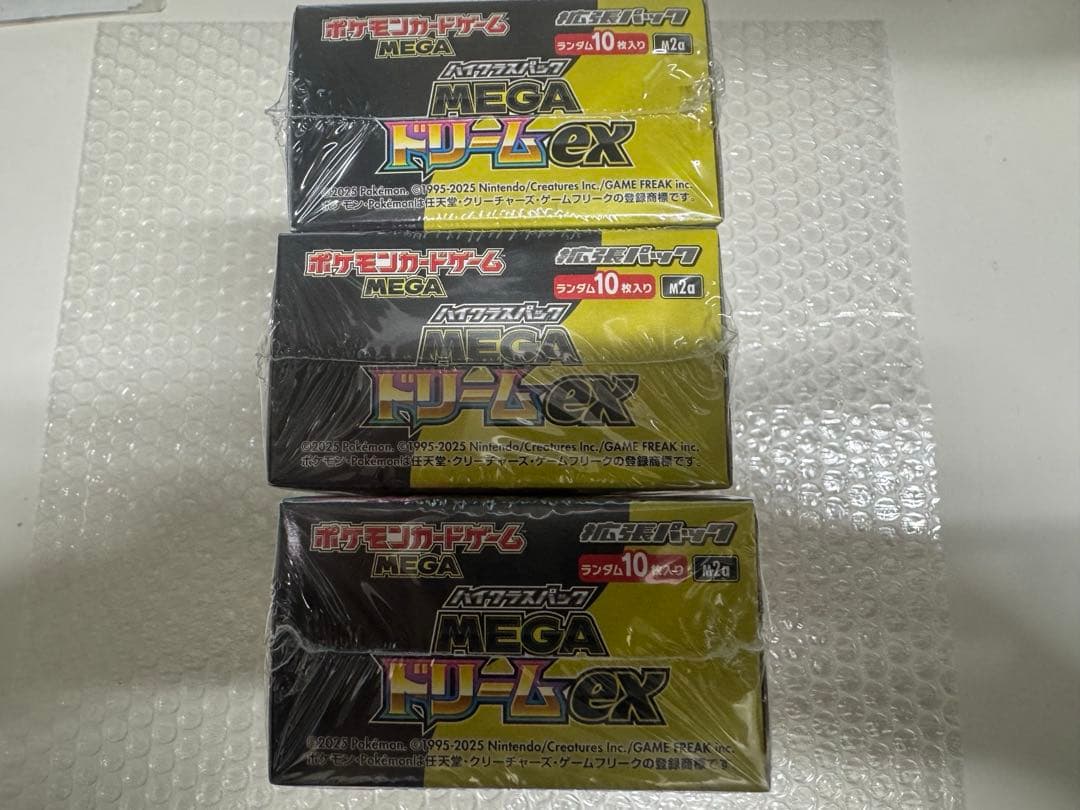 ポケモンカードゲーム 拡張パック
MEGA ランダム10枚入り M2a
ハイクラスパック
MEGA
ドリームex
©2025 Pokémon. ©1995-2025 Nintendo/Creatures Inc./GAME FREAK inc.
ポケモン・Pokémonは任天堂・クリーチャーズ・ゲームフリークの登録商標です。
ポケモンカードゲーム 拡張パック
MEGA ランダム10枚入り M2a
ハイクラスパック
MEGA
ドリームex
©2025 Pokémon. ©1995-2025 Nintendo/Creatures Inc./GAME FREAK inc.
ポケモン・Pokémonは任天堂・クリーチャーズ・ゲームフリークの登録商標です。
ポケモンカードゲーム 拡張パック
MEGA ランダム10枚入り M2a
ハイクラスパック
MEGA
ドリームex
©2025 Pokémon. ©1995-2025 Nintendo/Creatures Inc./GAME FREAK inc.
ポケモン・Pokémonは任天堂・クリーチャーズ・ゲームフリークの登録商標です。